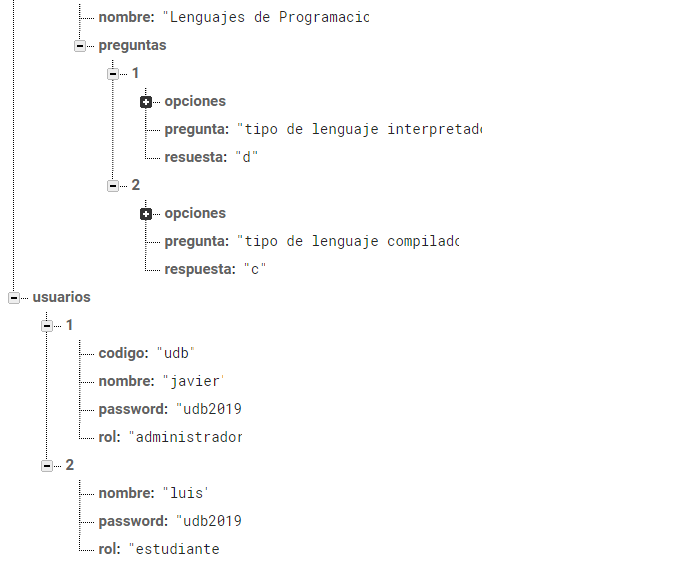 nombre: "Lenguajes de Programacio
preguntas
1
opciones
pregunta: "tipo de lenguaje interpretado
resuesta: "d"
2
opciones
pregunta: "tipo de lenguaje compilado
respuesta: "c"
usuarios
1
codigo: "udb"
nombre: "javier"
password: "udb2019
rol: "administrador
2
nombre: "luis"
password: "udb2019
rol: "estudiante